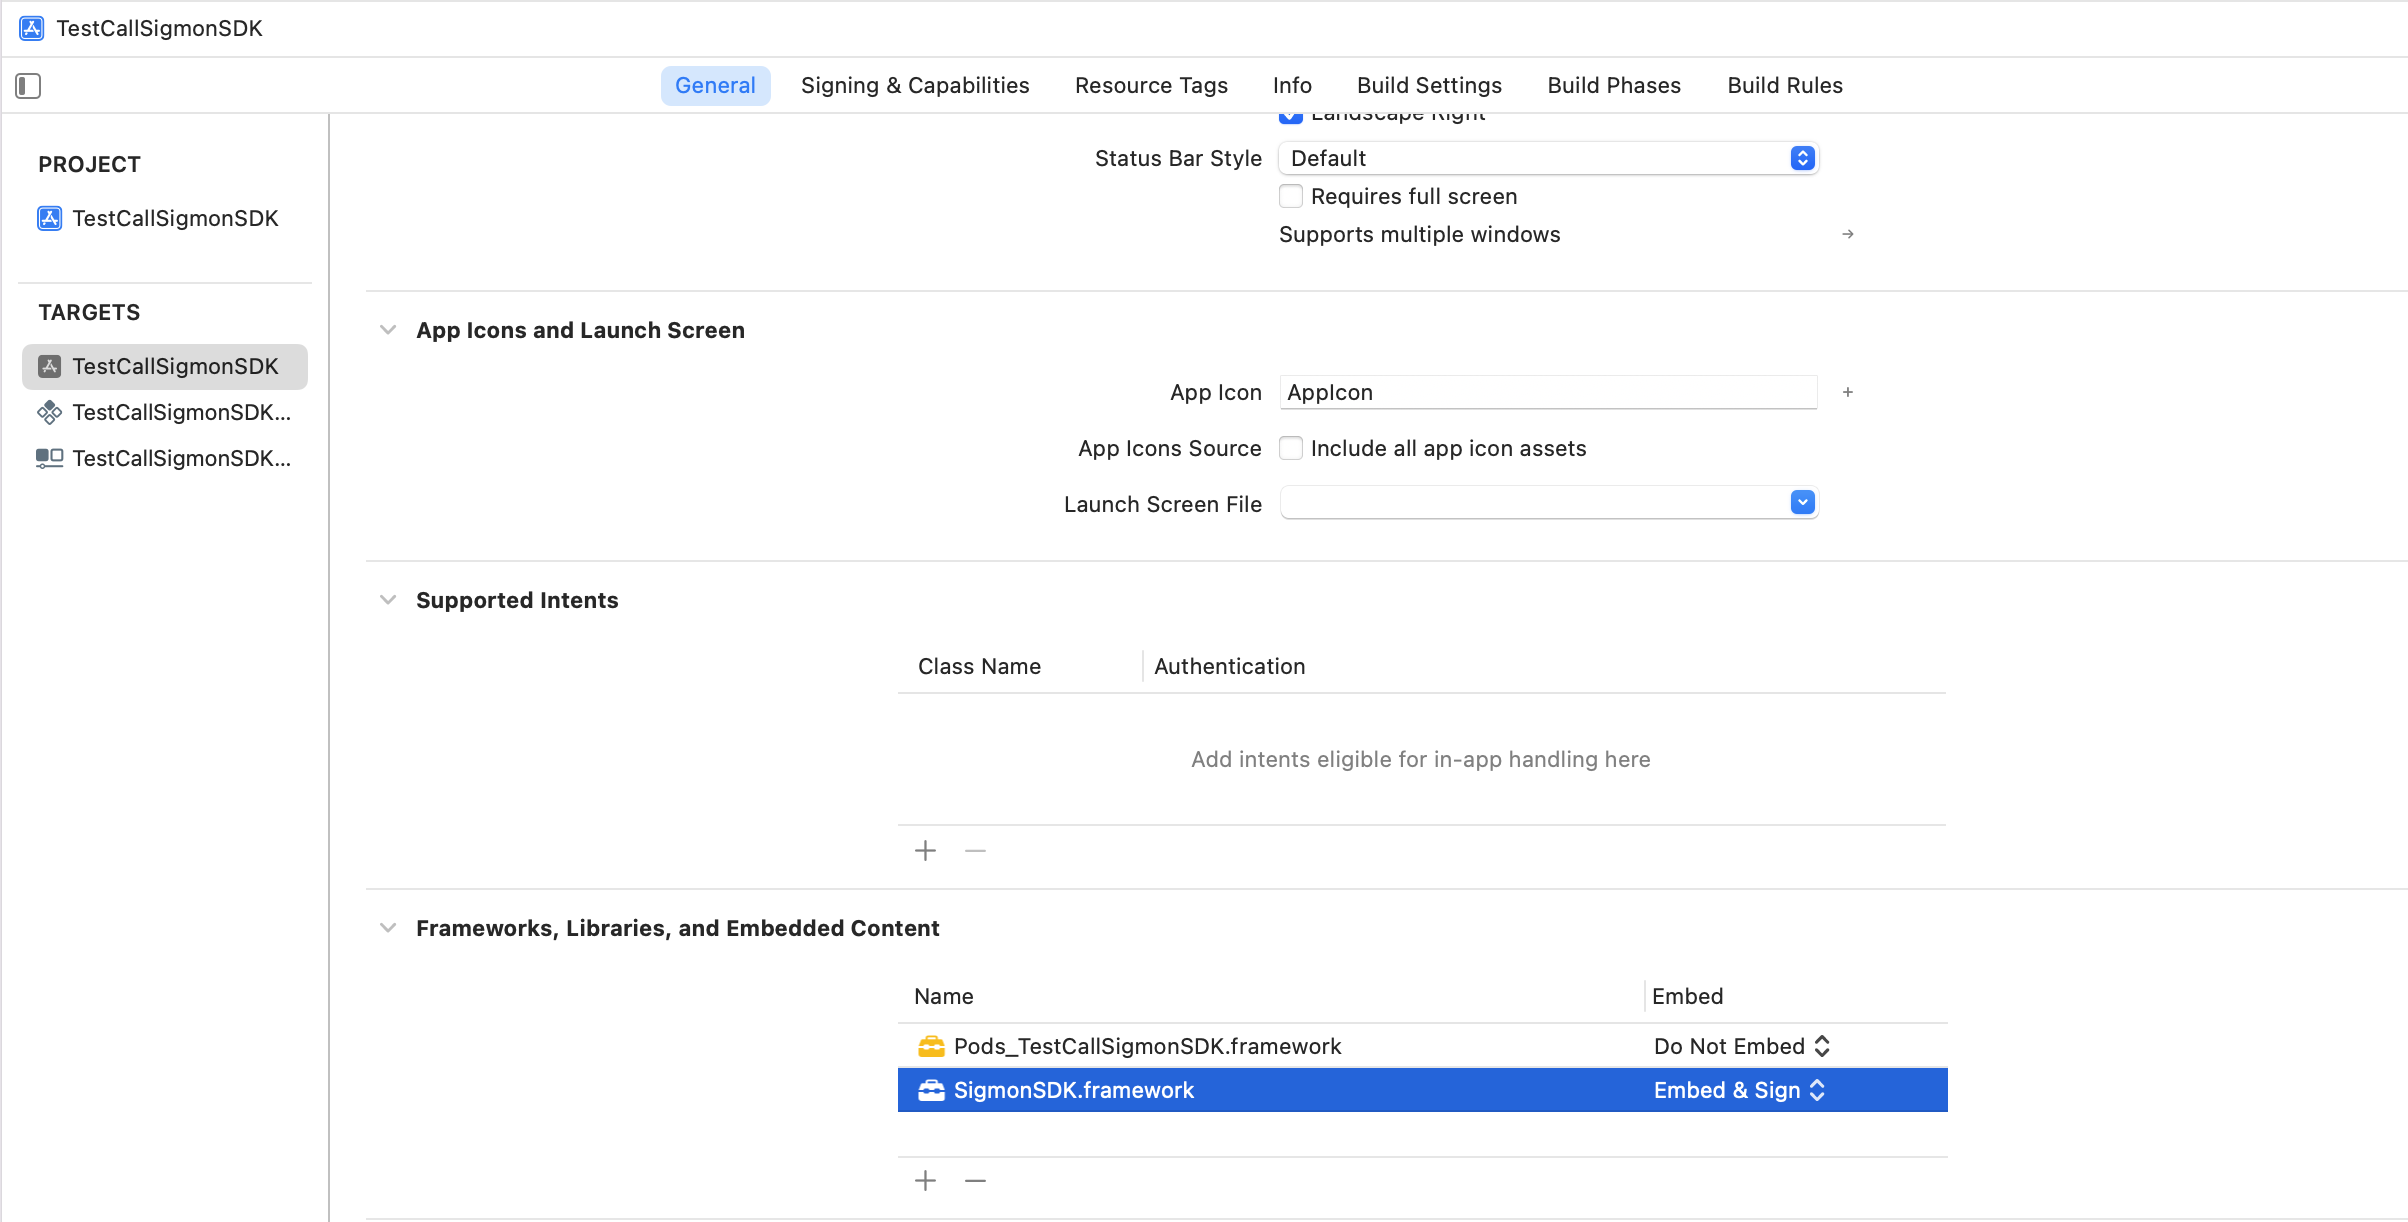 TestCallSigmonSDK
General Signing & Capabilities Resource Tags Info Build Settings Build Phases Build Rules
PROJECT
TestCallSigmonSDK
TARGETS
TestCallSigmonSDK
TestCallSigmonSDK...
TestCallSigmonSDK...
Landscape Right
Status Bar Style Default
Requires full screen
Supports multiple windows →
App Icons and Launch Screen
App Icon AppIcon +
App Icons Source Include all app icon assets
Launch Screen File
Supported Intents
Class Name Authentication
Add intents eligible for in-app handling here
Frameworks, Libraries, and Embedded Content
Name Embed
Pods_TestCallSigmonSDK.framework Do Not Embed
SigmonSDK.framework Embed & Sign